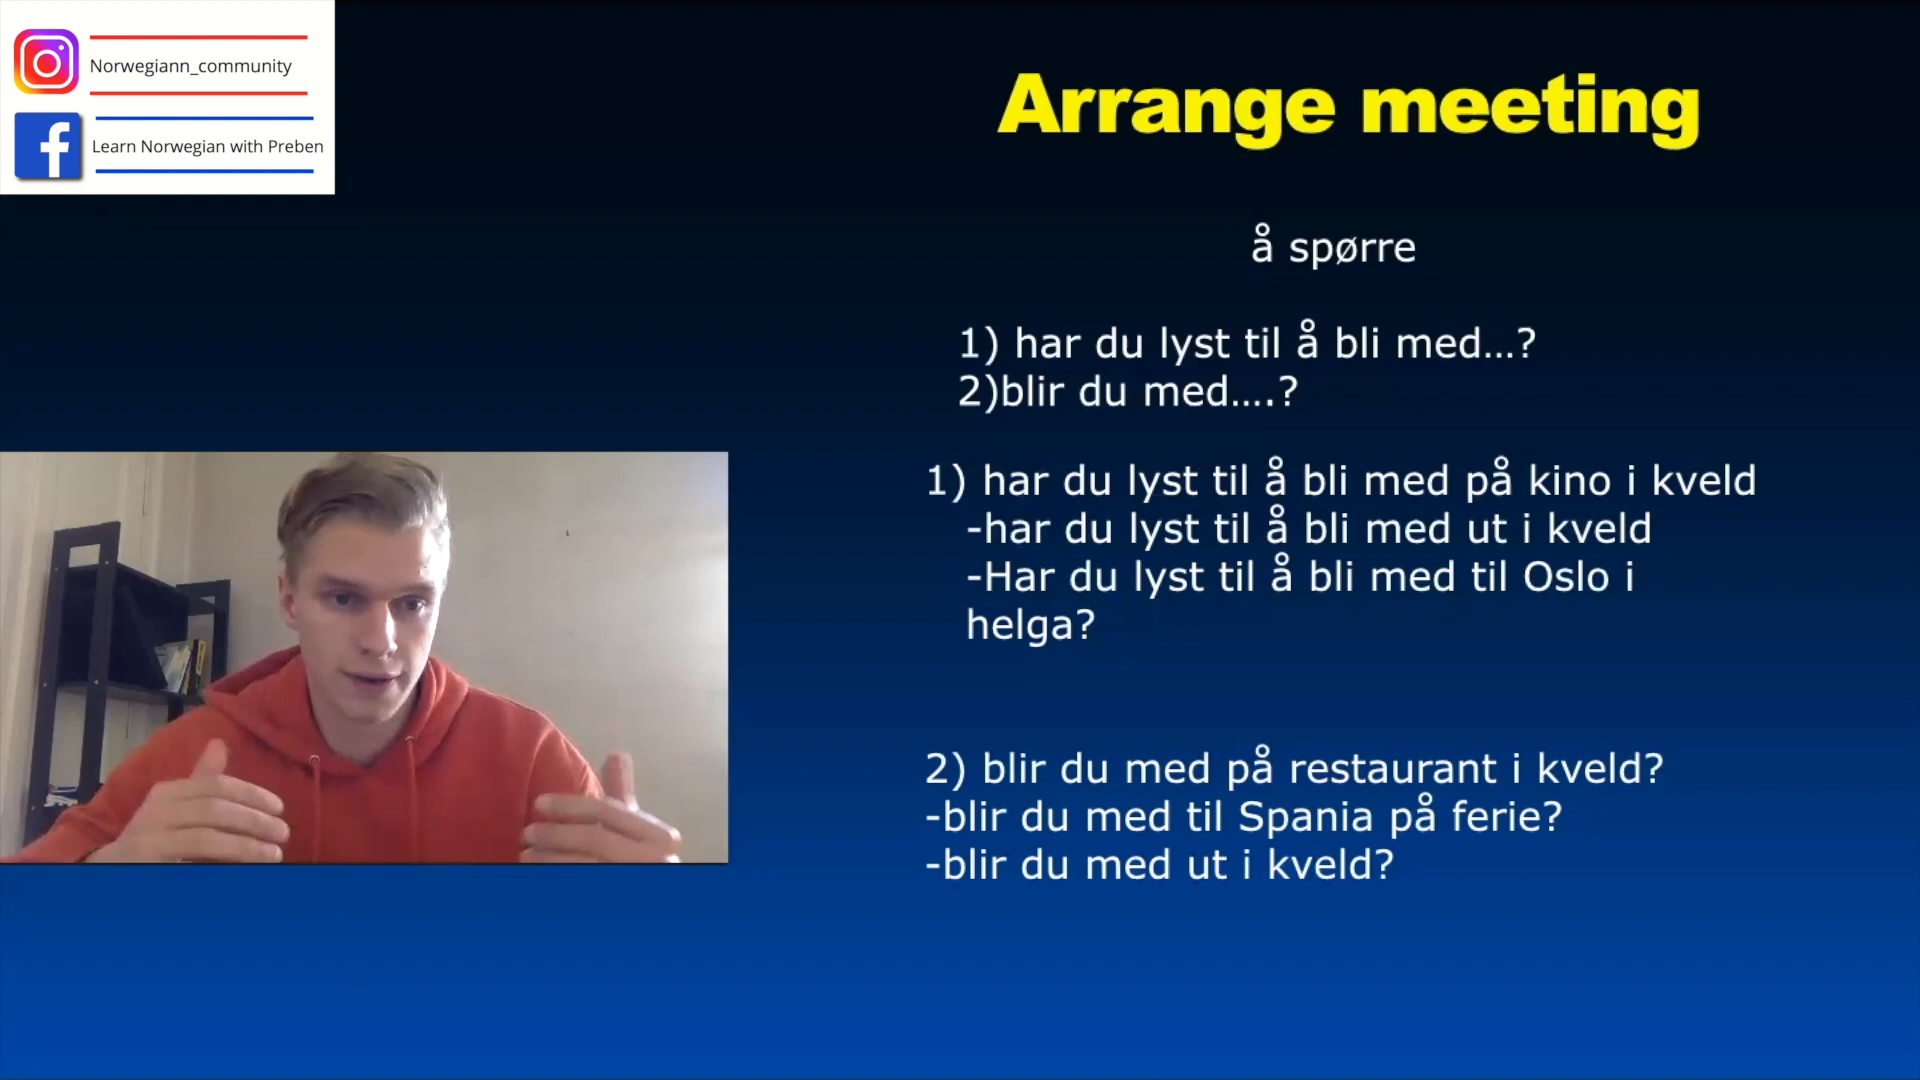 Norwegiann_community
Learn Norwegian with Preben
Arrange meeting
å spørre
1) har du lyst til å bli med...?
2)blir du med....?
1) har du lyst til å bli med på kino i kveld
-har du lyst til å bli med ut i kveld
-Har du lyst til å bli med til Oslo i
helga?
2) blir du med på restaurant i kveld?
-blir du med til Spania på ferie?
-blir du med ut i kveld?